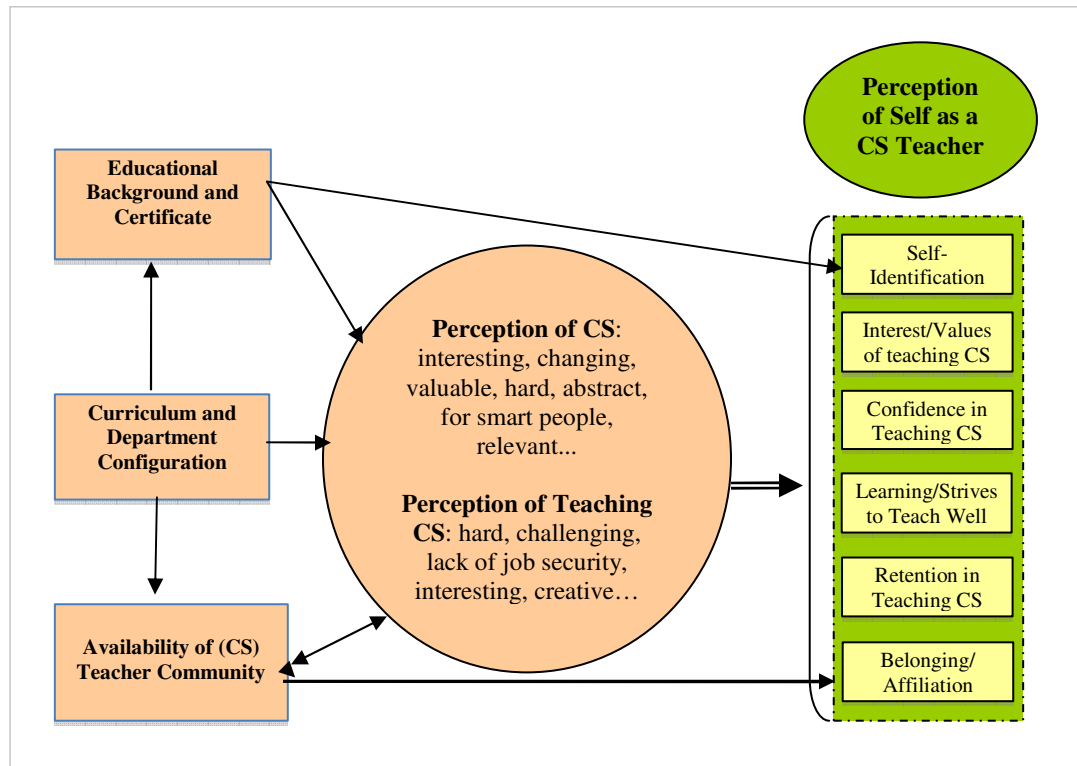 Perception
of Self as a
CS Teacher
Educational
Background and
Certificate
Curriculum and
Department
Configuration
Availability of (CS)
Teacher Community
Perception of CS:
interesting, changing,
valuable, hard, abstract,
for smart people,
relevant...
Perception of Teaching
CS: hard, challenging,
lack of job security,
interesting, creative…
Self-
Identification
Interest/Values
of teaching CS
Confidence in
Teaching CS
Learning/Strives
to Teach Well
Retention in
Teaching CS
Belonging/
Affiliation